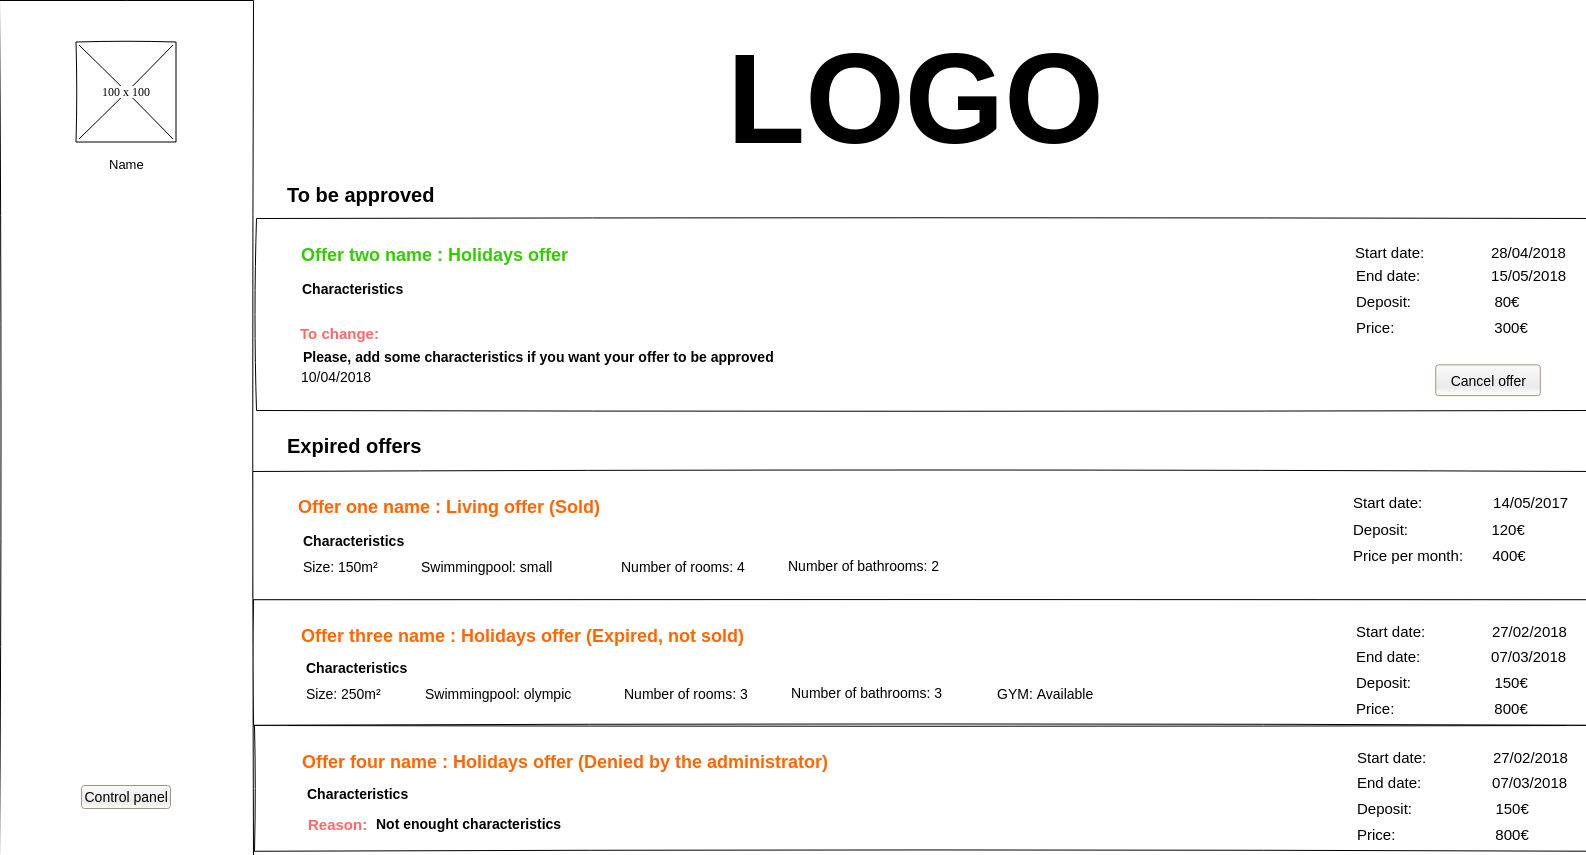 100 x 100
Name
Control panel
LOGO
To be approved
Offer two name : Holidays offer
Characteristics
To change:
Please, add some characteristics if you want your offer to be approved
10/04/2018
Start date: 28/04/2018
End date: 15/05/2018
Deposit: 80€
Price: 300€
Cancel offer
Expired offers
Offer one name : Living offer (Sold)
Characteristics
Size: 150m² Swimmingpool: small Number of rooms: 4 Number of bathrooms: 2
Start date: 14/05/2017
Deposit: 120€
Price per month: 400€
Offer three name : Holidays offer (Expired, not sold)
Characteristics
Size: 250m² Swimmingpool: olympic Number of rooms: 3 Number of bathrooms: 3 GYM: Available
Start date: 27/02/2018
End date: 07/03/2018
Deposit: 150€
Price: 800€
Offer four name : Holidays offer (Denied by the administrator)
Characteristics
Reason: Not enought characteristics
Start date: 27/02/2018
End date: 07/03/2018
Deposit: 150€
Price: 800€